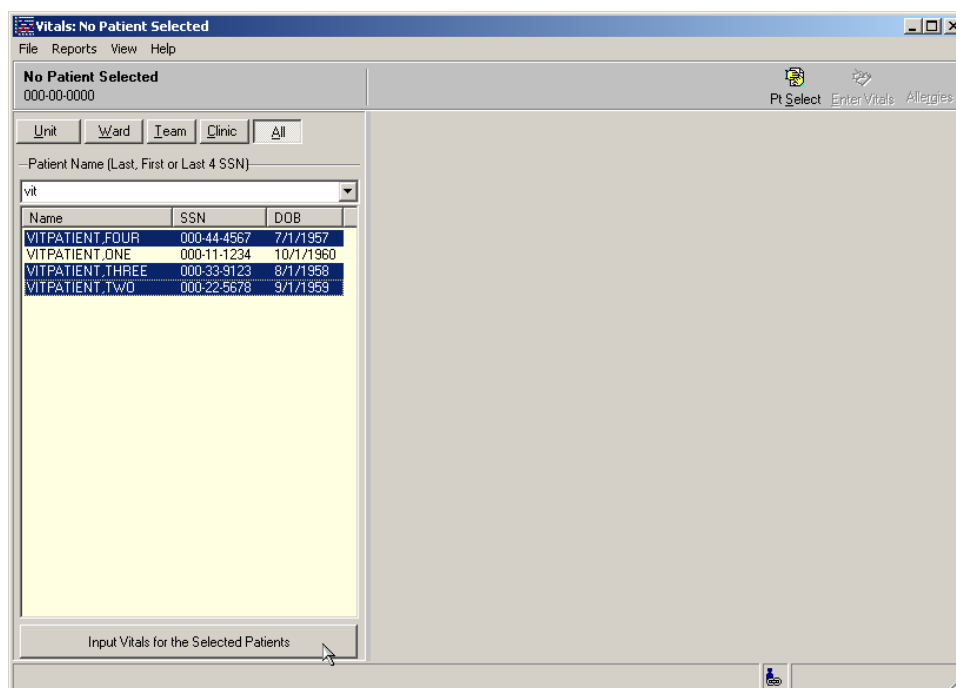 Vitals: No Patient Selected
File Reports View Help
No Patient Selected
000-00-0000
Pt Select Enter Vitals Allergies
Unit Ward Team Clinic All
Patient Name (Last, First or Last 4 SSN)
vit
Name SSN DOB
VITPATIENT,FOUR 000-44-4567 7/1/1957
VITPATIENT,ONE 000-11-1234 10/1/1960
VITPATIENT,THREE 000-33-9123 8/1/1958
VITPATIENT,TWO 000-22-5678 9/1/1959
Input Vitals for the Selected Patients